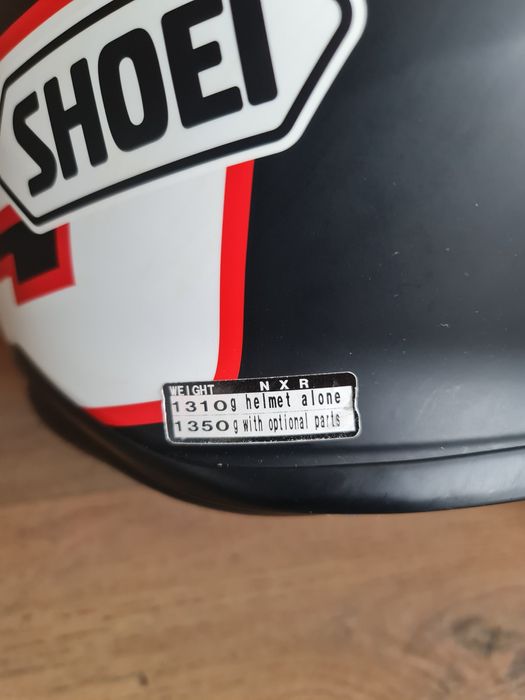 SHOEI
WEIGHT NXR
1310g helmet alone
1350g with optional parts